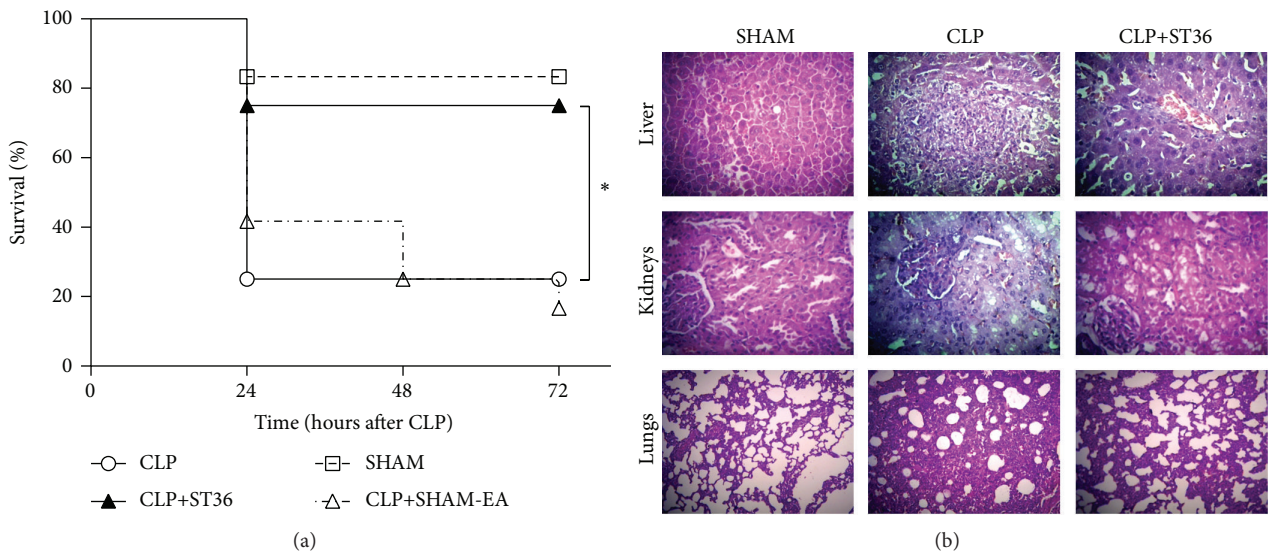 100
80
60
40
20
0
Survival (%)
*
0 24 48 72
Time (hours after CLP)
CLP SHAM
CLP+ST36 CLP+SHAM-EA
(a)
SHAM CLP CLP+ST36
Liver
Kidneys
Lungs
(b)